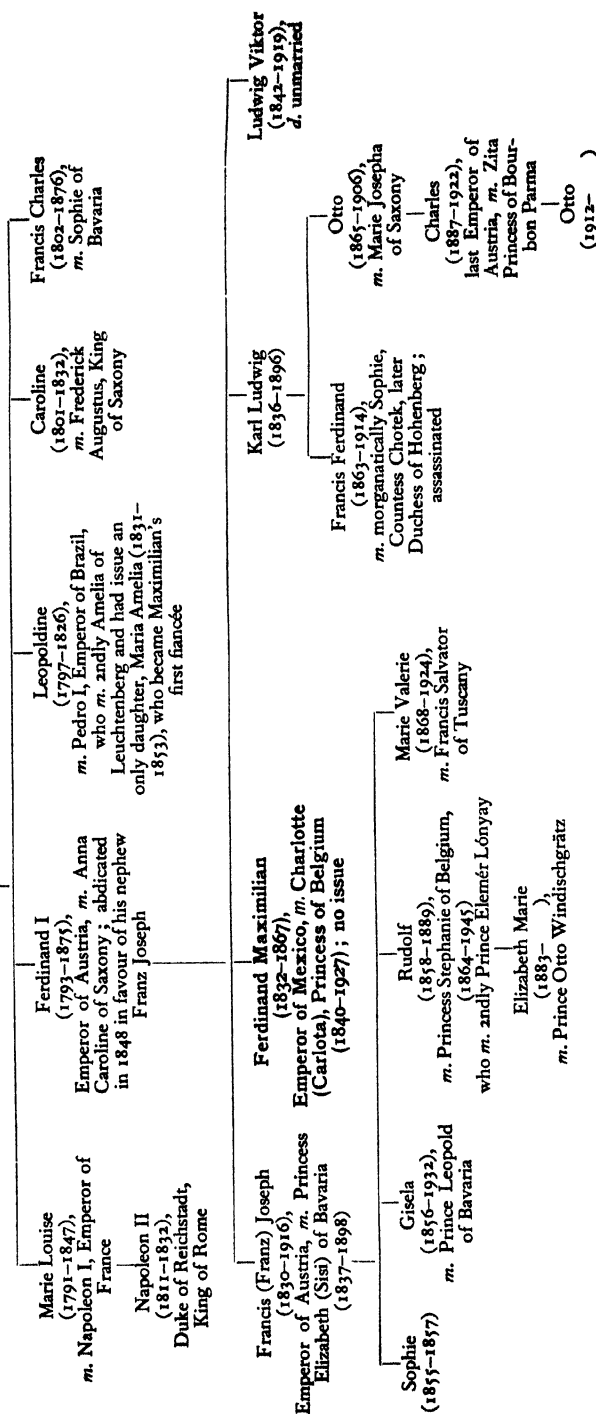 Marie Louise
(1791–1847),
m. Napoleon I, Emperor of
France
Napoleon II
(1811–1832),
Duke of Reichstadt,
King of Rome
Ferdinand I
(1793–1875),
Emperor of Austria, m. Anna
Caroline of Saxony; abdicated
in 1848 in favour of his nephew
Franz Joseph
Leopoldine
(1797–1826),
m. Pedro I, Emperor of Brazil,
who m. 2ndly Amelia of
Leuchtenberg and had issue an
only daughter, Maria Amelia (1831–
1853), who became Maximilian's
first fiancée
Caroline
(1801–1832),
m. Frederick
Augustus, King
of Saxony
Francis Charles
(1802–1876),
m. Sophie of
Bavaria
Francis (Franz) Joseph
(1830–1916),
Emperor of Austria, m. Princess
Elizabeth (Sisi) of Bavaria
(1837–1898)
Ferdinand Maximilian
(1832–1867),
Emperor of Mexico, m. Charlotte
(Carlota), Princess of Belgium
(1840–1927); no issue
Karl Ludwig
(1836–1896)
Ludwig Viktor
(1842–1919),
d. unmarried
Sophie
(1855–1857)
Gisela
(1856–1932),
m. Prince Leopold
of Bavaria
Rudolf
(1858–1889),
m. Princess Stephanie of Belgium,
(1864–1945)
who m. 2ndly Prince Elemér Lónyay
Elizabeth Marie
(1883– ),
m. Prince Otto Windischgrätz
Marie Valerie
(1868–1924),
m. Francis Salvator
of Tuscany
Francis Ferdinand
(1863–1914),
m. morganatically Sophie,
Countess Chotek, later
Duchess of Hohenberg;
assassinated
Otto
(1865–1906),
m. Marie Josepha
of Saxony
Charles
(1887–1922),
last Emperor of
Austria, m. Zita
Princess of Bour-
bon Parma
Otto
(1912– )